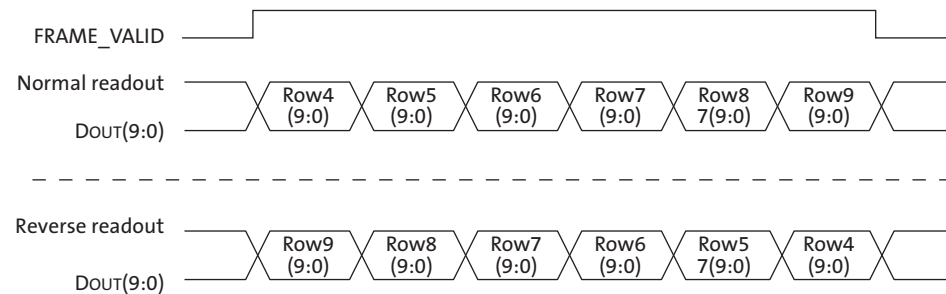 FRAME_VALID
Normal readout
Row4 Row5 Row6 Row7 Row8 Row9
(9:0) (9:0) (9:0) (9:0) 7(9:0) (9:0)
DOUT(9:0)
Reverse readout
Row9 Row8 Row7 Row6 Row5 Row4
(9:0) (9:0) (9:0) (9:0) 7(9:0) (9:0)
DOUT(9:0)